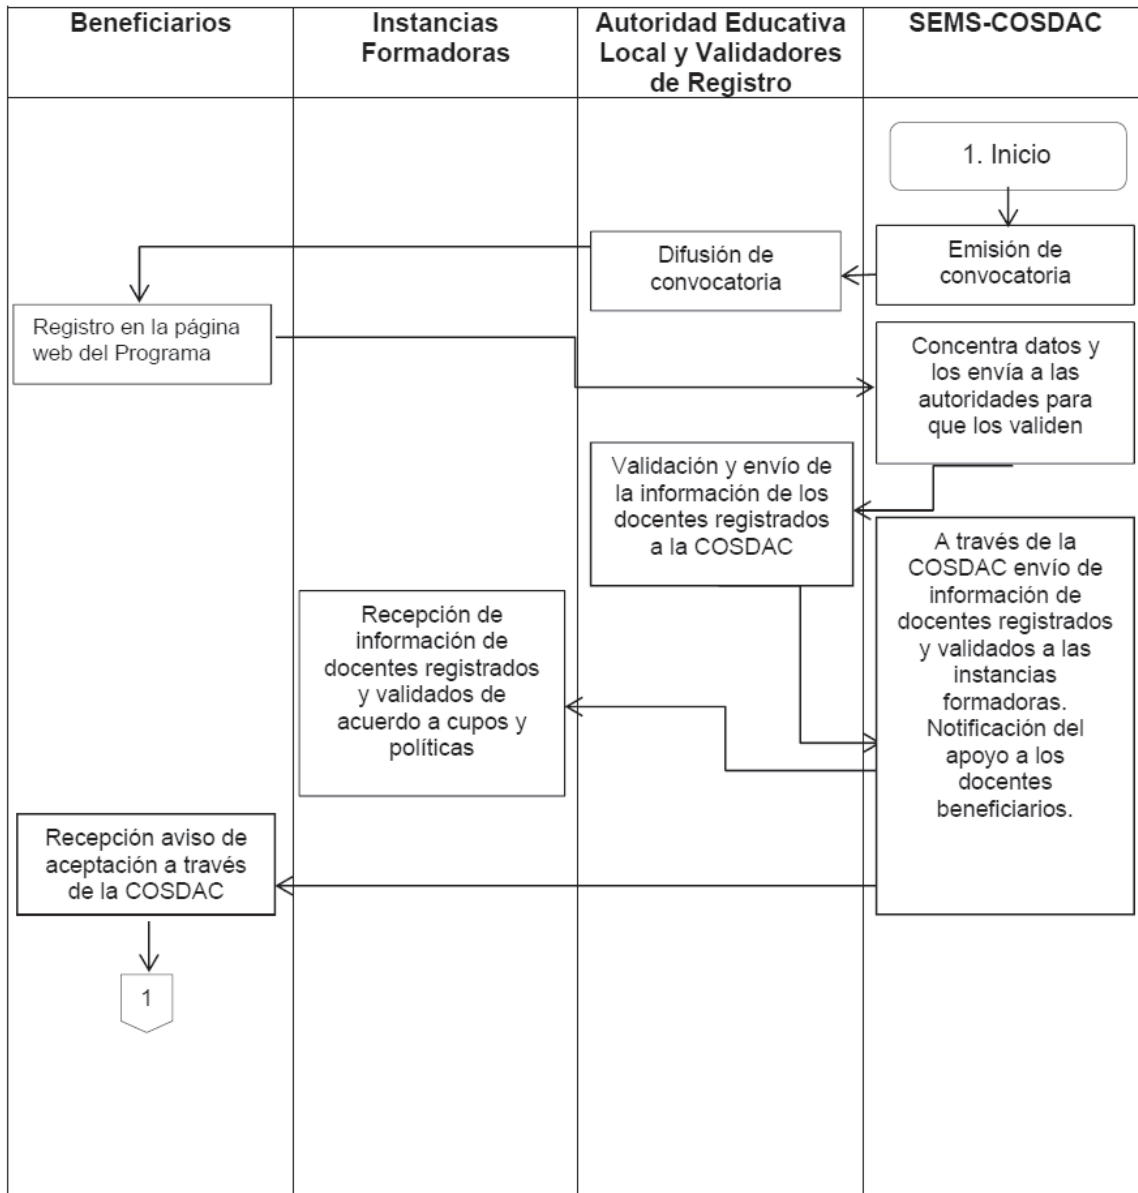 Beneficiarios
Instancias
Formadoras
Autoridad Educativa
Local y Validadores
de Registro
SEMS-COSDAC
1. Inicio
Emisión de
convocatoria
Difusión de
convocatoria
Registro en la página
web del Programa
Concentra datos y
los envía a las
autoridades para
que los validen
Validación y envío de
la información de los
docentes registrados
a la COSDAC
A través de la
COSDAC envío de
información de
docentes registrados
y validados a las
instancias
formadoras.
Notificación del
apoyo a los
docentes
beneficiarios.
Recepción de
información de
docentes registrados
y validados de
acuerdo a cupos y
políticas
Recepción aviso de
aceptación a través
de la COSDAC
1